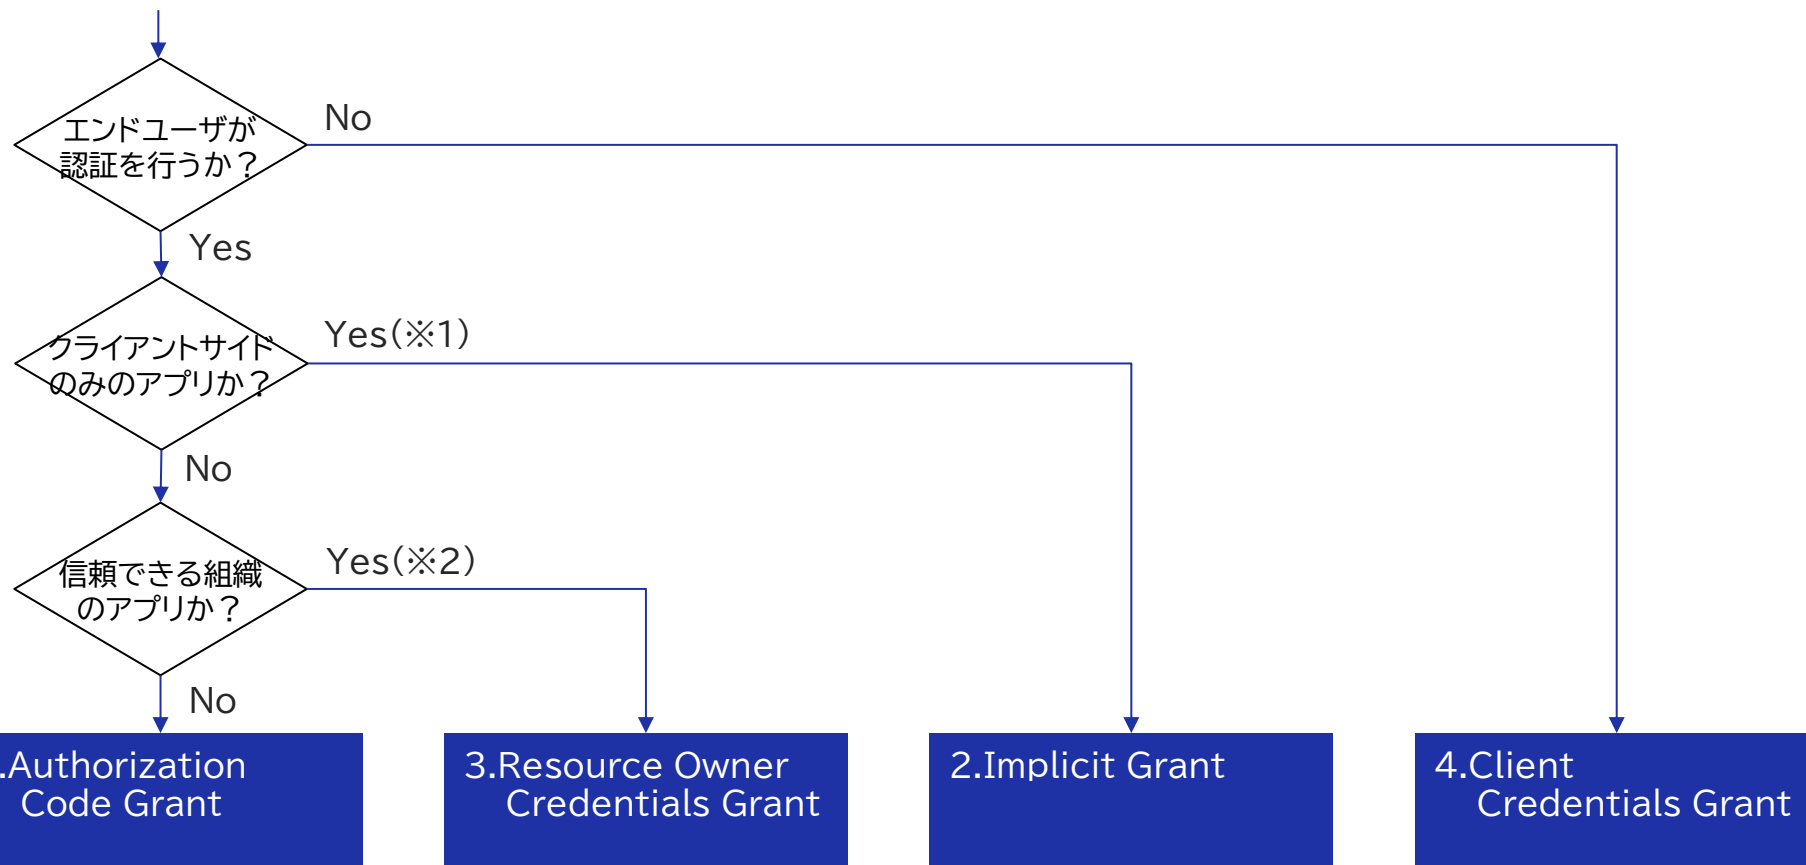 エンドユーザが
認証を行うか？
No
Yes
クライアントサイド
のみのアプリか？
Yes(※1)
No
信頼できる組織
のアプリか？
Yes(※2)
No
.Authorization
Code Grant
3.Resource Owner
Credentials Grant
2.Implicit Grant
4.Client
Credentials Grant